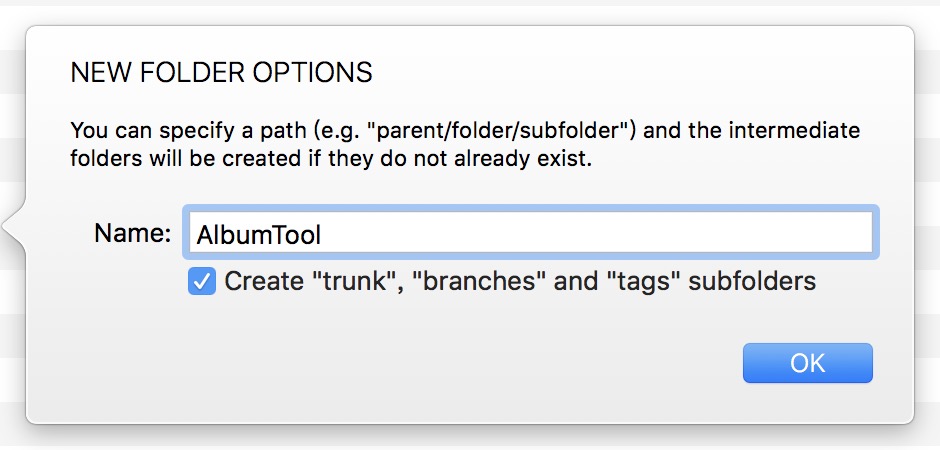 NEW FOLDER OPTIONS
You can specify a path (e.g. "parent/folder/subfolder") and the intermediate
folders will be created if they do not already exist.
Name: AlbumTool
Create "trunk", "branches" and "tags" subfolders
OK